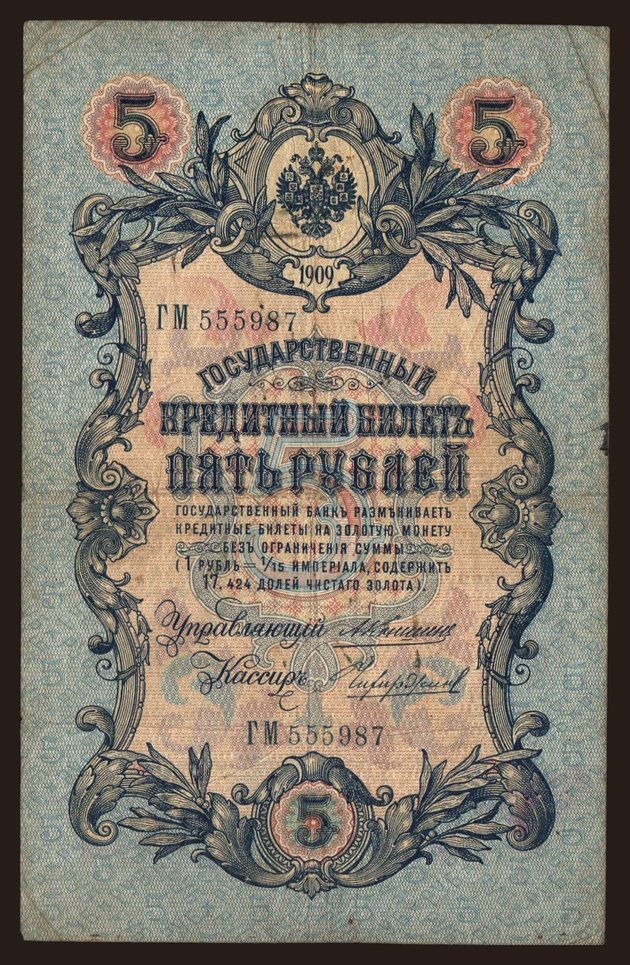 5 5
1909
ГМ 555987
ГОСУДАРСТВЕННЫЙ
КРЕДИТНЫЙ БИЛЕТЪ
ПЯТЬ РУБЛЕЙ
ГОСУДАРСТВЕННЫЙ БАНКЪ РАЗМѢНИВАЕТЪ
КРЕДИТНЫЕ БИЛЕТЫ НА ЗОЛОТУЮ МОНЕТУ
БЕЗЪ ОГРАНИЧЕНІЯ СУММЫ
(1 РУБЛЬ = 1/15 ИМПЕРІАЛА, СОДЕРЖИТЪ
17, 424 ДОЛЕЙ ЧИСТАГО ЗОЛОТА).
Управляющій
Кассиръ
ГМ 555987
5